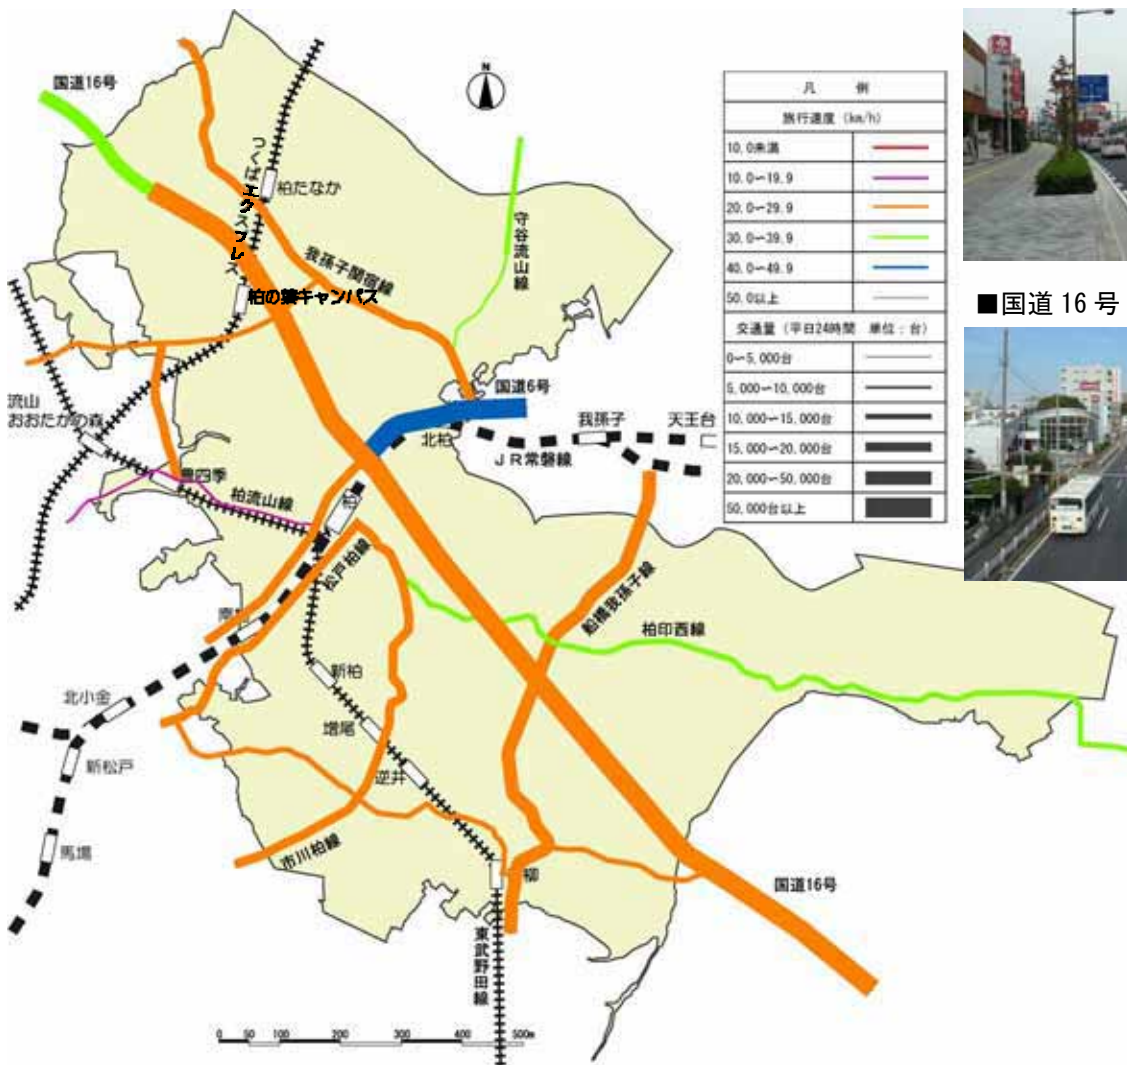 国道16号
N
つくばエクスプレス
柏たなか
守谷流山線
我孫子関宿線
柏の葉キャンパス
国道6号
流山
おおたかの森
北柏
我孫子
天王台
JR常磐線
豊四季
柏流山線
柏
松戸柏線
船橋我孫子線
柏印西線
新柏
北小金
増尾
新松戸
逆井
馬場
市川柏線
柳
国道16号
東武野田線
0 50 100 200 300 400 500m
凡 例
旅行速度 (km/h)
10.0未満
10.0〜19.9
20.0〜29.9
30.0〜39.9
40.0〜49.9
50.0以上
交通量 (平日24時間 単位:台)
0〜5,000台
5,000〜10,000台
10,000〜15,000台
15,000〜20,000台
20,000〜50,000台
50,000台以上
■国道 16 号